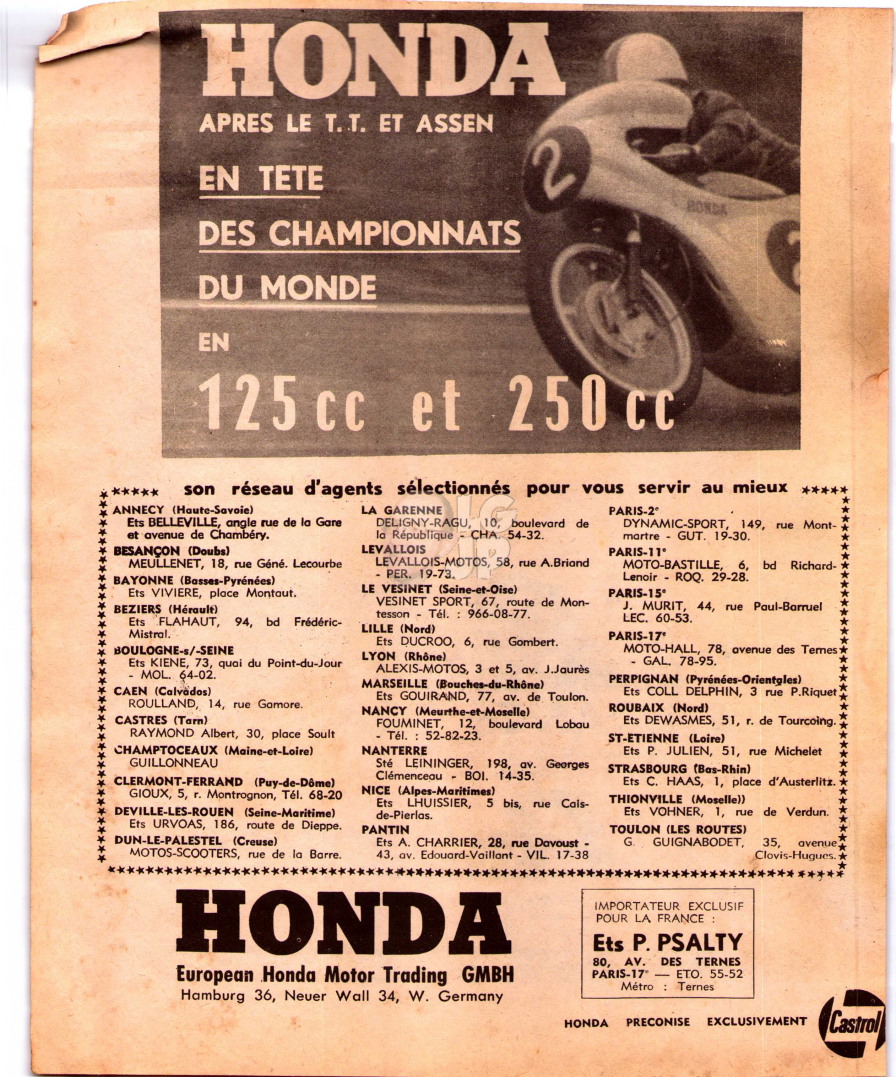 HONDA
APRES LE T.T. ET ASSEN
EN TETE
DES CHAMPIONNATS
DU MONDE
EN
125cc et 250cc
2
HONDA
son réseau d'agents sélectionnés pour vous servir au mieux
ANNECY (Haute-Savoie)
Ets BELLEVILLE, angle rue de la Gare
et avenue de Chambéry.
BESANÇON (Doubs)
MEULLENET, 18, rue Géné. Lecourbe
BAYONNE (Basses-Pyrénées)
Ets VIVIERE, place Montaut.
BEZIERS (Hérault)
Ets FLAHAUT, 94, bd Frédéric-
Mistral.
BOULOGNE-s/-SEINE
Ets KIENE, 73, quai du Point-du-Jour
- MOL. 64-02.
CAEN (Calvados)
ROULLAND, 14, rue Gamore.
CASTRES (Tarn)
RAYMOND Albert, 30, place Soult
CHAMPTOCEAUX (Maine-et-Loire)
GUILLONNEAU
CLERMONT-FERRAND (Puy-de-Dôme)
GIOUX, 5, r. Montrognon, Tél. 68-20
DEVILLE-LES-ROUEN (Seine-Maritime)
Ets URVOAS, 186, route de Dieppe.
DUN-LE-PALESTEL (Creuse)
MOTOS-SCOOTERS, rue de la Barre.
LA GARENNE
DELIGNY-RAGU, 10, boulevard de
la République - CHA. 54-32.
LEVALLOIS
LEVALLOIS-MOTOS, 58, rue A.Briand
- PER. 19-73.
LE VESINET (Seine-et-Oise)
VESINET SPORT, 67, route de Mon-
tesson - Tél. : 966-08-77.
LILLE (Nord)
Ets DUCROO, 6, rue Gombert.
LYON (Rhône)
ALEXIS-MOTOS, 3 et 5, av. J.Jaurès
MARSEILLE (Bouches-du-Rhône)
Ets GOUIRAND, 77, av. de Toulon.
NANCY (Meurthe-et-Moselle)
FOUMINET, 12, boulevard Lobau
- Tél. : 52-82-23.
NANTERRE
Sté LEININGER, 198, av. Georges
Clémenceau - BOI. 14-35.
NICE (Alpes-Maritimes)
Ets LHUISSIER, 5 bis, rue Cais-
de-Pierlas.
PANTIN
Ets A. CHARRIER, 28, rue Davoust -
43, av. Edouard-Vaillant - VIL. 17-38
PARIS-2e
DYNAMIC-SPORT, 149, rue Mont-
martre - GUT. 19-30.
PARIS-11e
MOTO-BASTILLE, 6, bd Richard-
Lenoir - ROQ. 29-28.
PARIS-15e
J. MURIT, 44, rue Paul-Barruel
LEC. 60-53.
PARIS-17e
MOTO-HALL, 78, avenue des Ternes
- GAL. 78-95.
PERPIGNAN (Pyrénées-Orientales)
Ets COLL DELPHIN, 3 rue P.Riquet
ROUBAIX (Nord)
Ets DEWASMES, 51, r. de Tourcoing.
ST-ETIENNE (Loire)
Ets P. JULIEN, 51, rue Michelet
STRASBOURG (Bas-Rhin)
Ets C. HAAS, 1, place d'Austerlitz.
THIONVILLE (Moselle))
Ets VOHNER, 1, rue de Verdun.
TOULON (LES ROUTES)
G. GUIGNABODET, 35, avenue
Clovis-Hugues.
HONDA
European Honda Motor Trading GMBH
Hamburg 36, Neuer Wall 34, W. Germany
IMPORTATEUR EXCLUSIF
POUR LA FRANCE :
Ets P. PSALTY
80, AV. DES TERNES
PARIS-17e — ETO. 55-52
Métro : Ternes
HONDA PRECONISE EXCLUSIVEMENT
Castrol